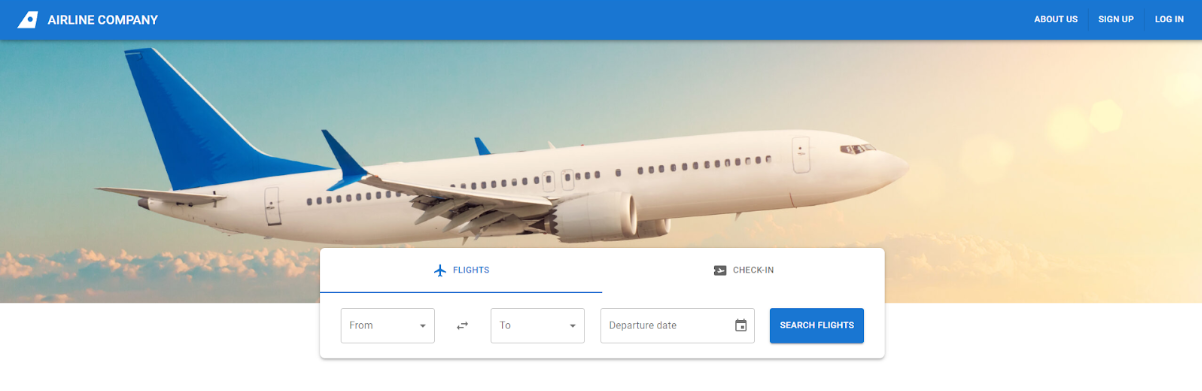 AIRLINE COMPANY
ABOUT US
SIGN UP
LOG IN
FLIGHTS
CHECK-IN
From
To
Departure date
SEARCH FLIGHTS